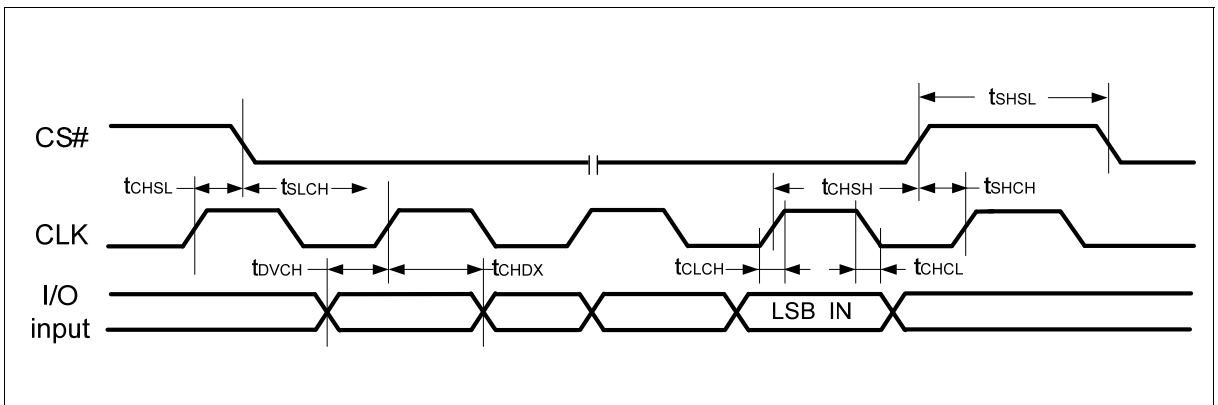 tSHSL
CS#
tCHSL
tSLCH
tCHSH
tSHCH
CLK
tDVCH
tCHDX
tCLCH
tCHCL
I/O
input
LSB IN